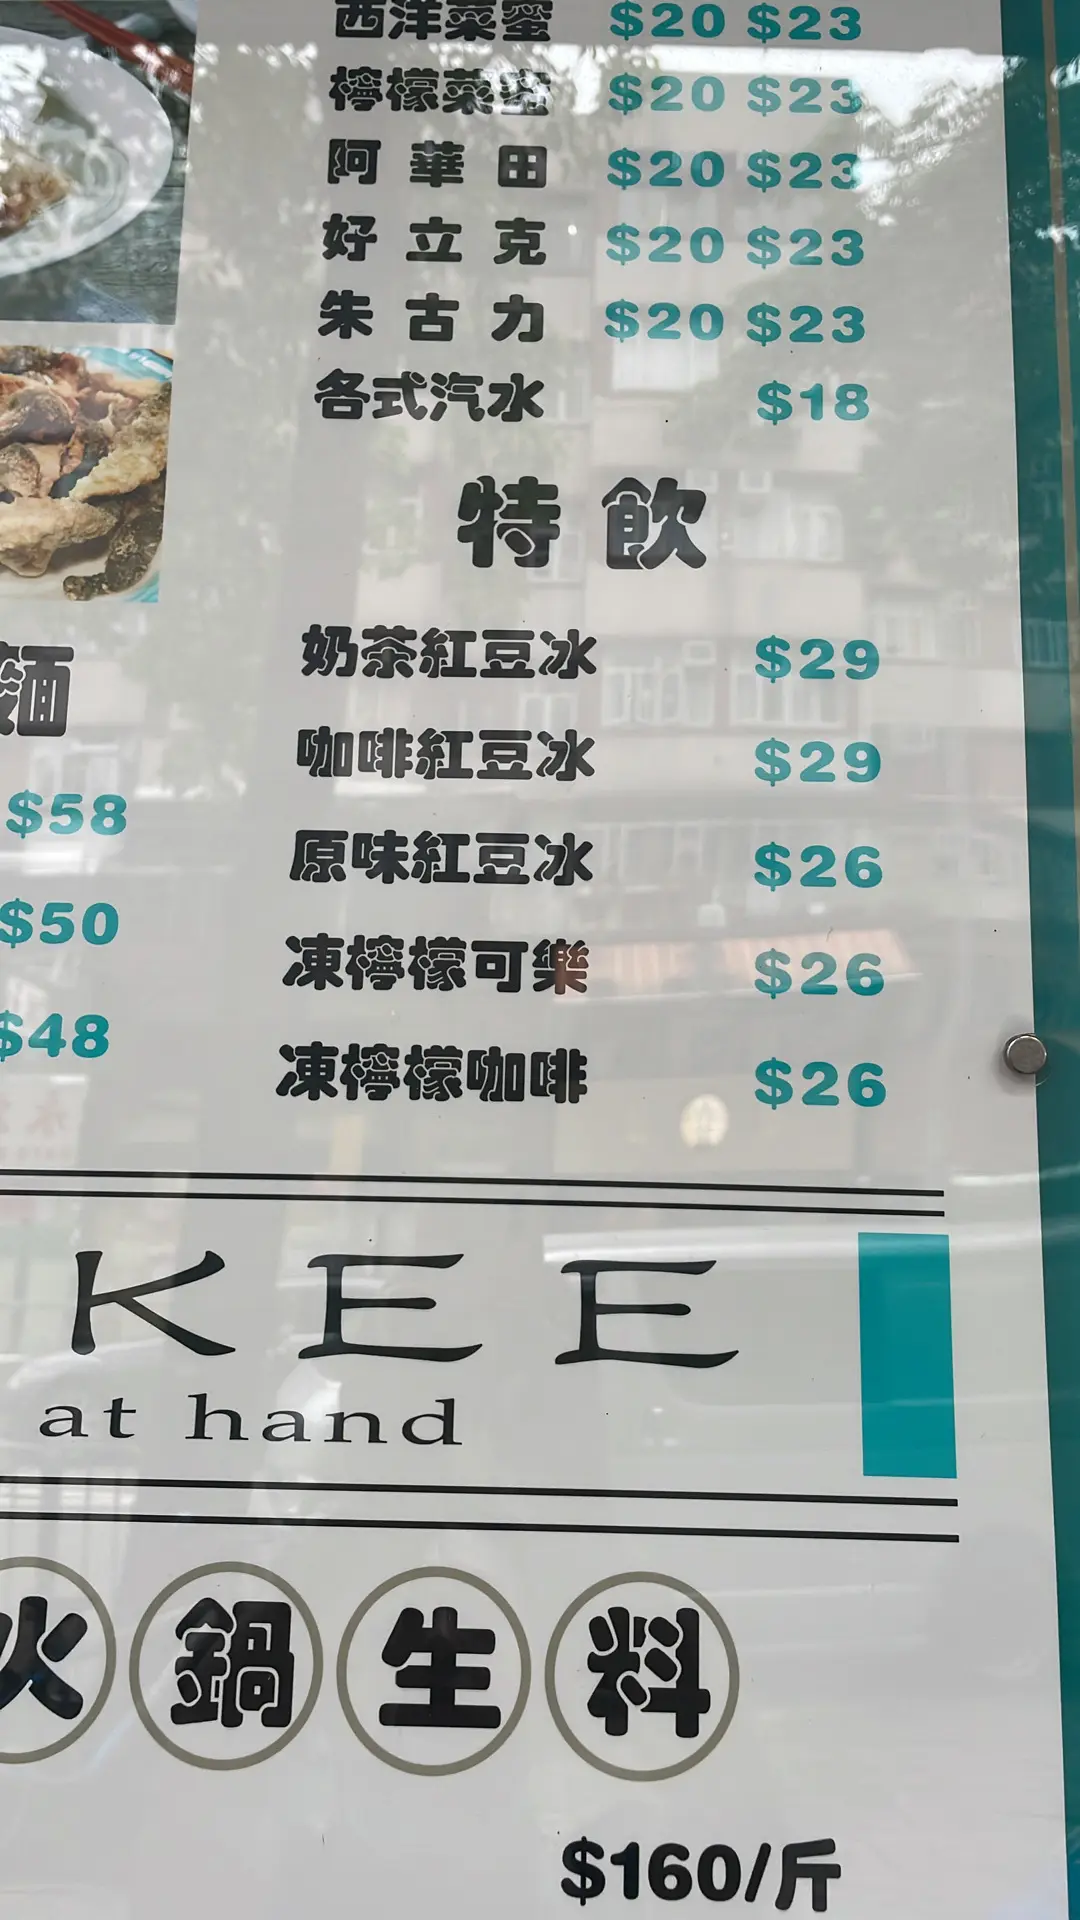 西洋菜蜜 $20 $23
檸檬菜蜜 $20 $23
阿華田 $20 $23
好立克 $20 $23
朱古力 $20 $23
各式汽水 $18
特飲
奶茶紅豆冰 $29
咖啡紅豆冰 $29
原味紅豆冰 $26
凍檸檬可樂 $26
凍檸檬咖啡 $26
麵
$58
$50
$48
KEE
at hand
火鍋生料
$160/斤